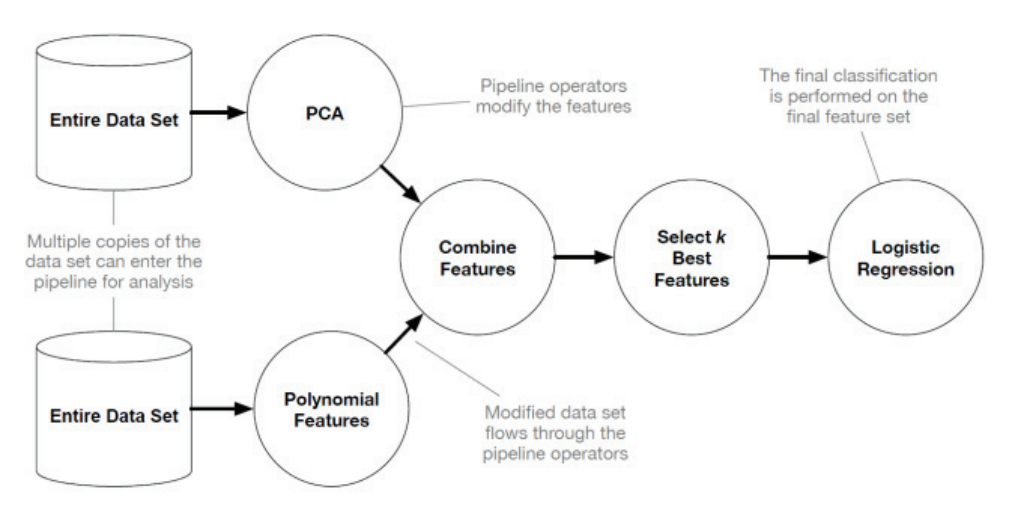 Entire Data Set
PCA
Pipeline operators
modify the features
The final classification
is performed on the
final feature set
Multiple copies of the
data set can enter the
pipeline for analysis
Combine
Features
Select k
Best
Features
Logistic
Regression
Entire Data Set
Polynomial
Features
Modified data set
flows through the
pipeline operators